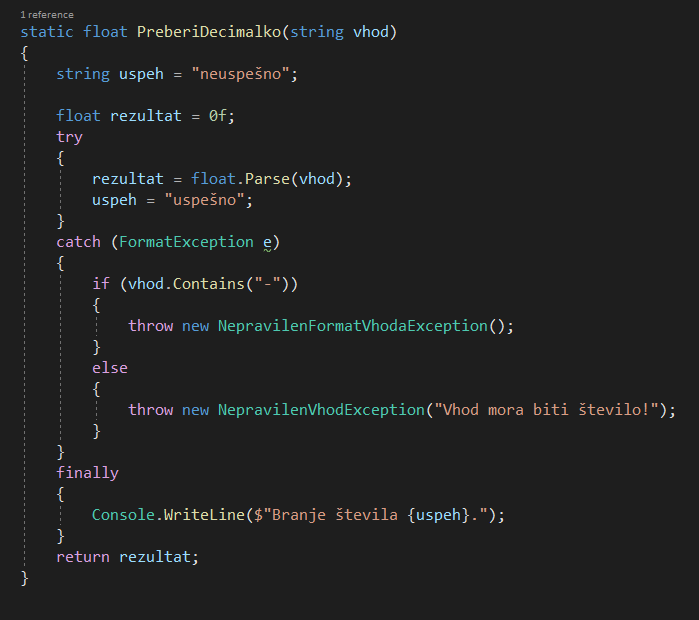 1 reference
static float PreberiDecimalko(string vhod)
{
string uspeh = "neuspešno";
float rezultat = 0f;
try
{
rezultat = float.Parse(vhod);
uspeh = "uspešno";
}
catch (FormatException e)
{
if (vhod.Contains("-"))
{
throw new NepravilenFormatVhodaException();
}
else
{
throw new NepravilenVhodException("Vhod mora biti število!");
}
}
finally
{
Console.WriteLine($"Branje števila {uspeh}.");
}
return rezultat;
}